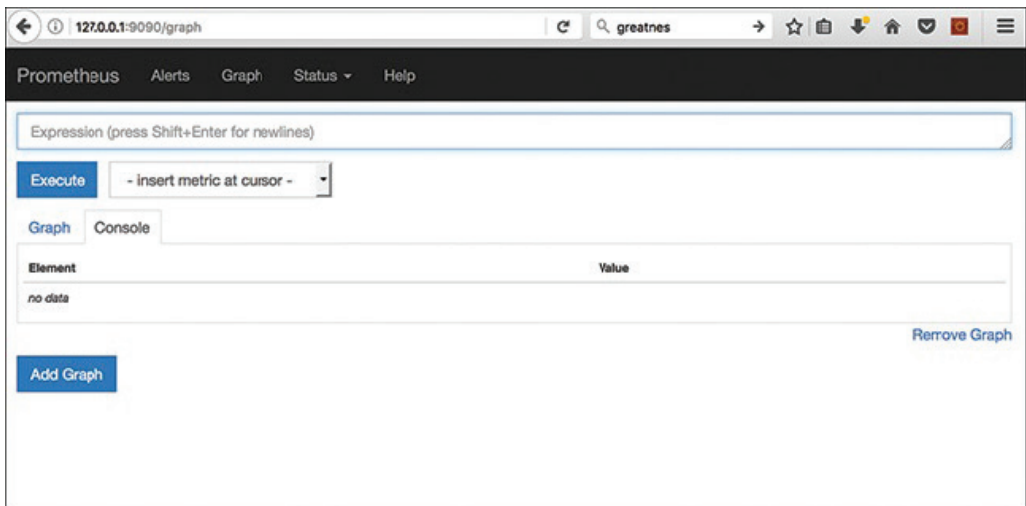 127.0.0.1:9090/graph greatnes
Prometheus Alerts Graph Status Help
Expression (press Shift+Enter for newlines)
Execute - insert metric at cursor -
Graph Console
Element Value
no data
Remove Graph
Add Graph